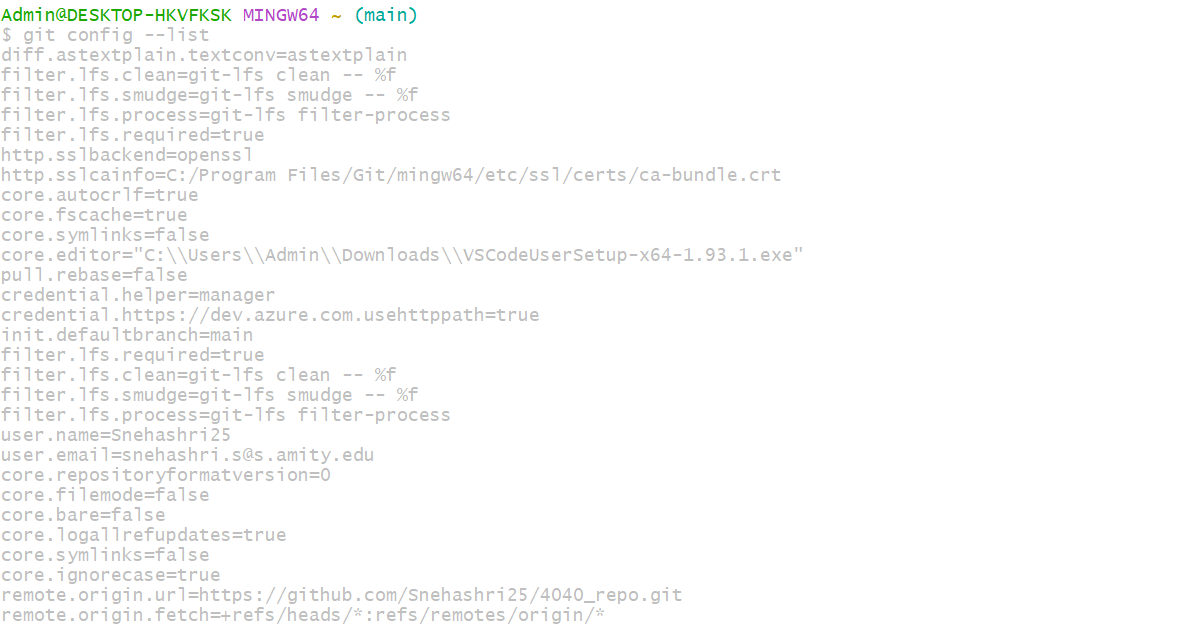 Admin@DESKTOP-HKVFKSK MINGW64 ~ (main)
$ git config --list
diff.astextplain.textconv=astextplain
filter.lfs.clean=git-lfs clean -- %f
filter.lfs.smudge=git-lfs smudge -- %f
filter.lfs.process=git-lfs filter-process
filter.lfs.required=true
http.sslbackend=openssl
http.sslcainfo=C:/Program Files/Git/mingw64/etc/ssl/certs/ca-bundle.crt
core.autocrlf=true
core.fscache=true
core.symlinks=false
core.editor="C:\\Users\\Admin\\Downloads\\VSCodeUserSetup-x64-1.93.1.exe"
pull.rebase=false
credential.helper=manager
credential.https://dev.azure.com.usehttppath=true
init.defaultbranch=main
filter.lfs.required=true
filter.lfs.clean=git-lfs clean -- %f
filter.lfs.smudge=git-lfs smudge -- %f
filter.lfs.process=git-lfs filter-process
user.name=Snehashri25
user.email=snehashri.s@s.amity.edu
core.repositoryformatversion=0
core.filemode=false
core.bare=false
core.logallrefupdates=true
core.symlinks=false
core.ignorecase=true
remote.origin.url=https://github.com/Snehashri25/4040_repo.git
remote.origin.fetch=+refs/heads/*:refs/remotes/origin/*